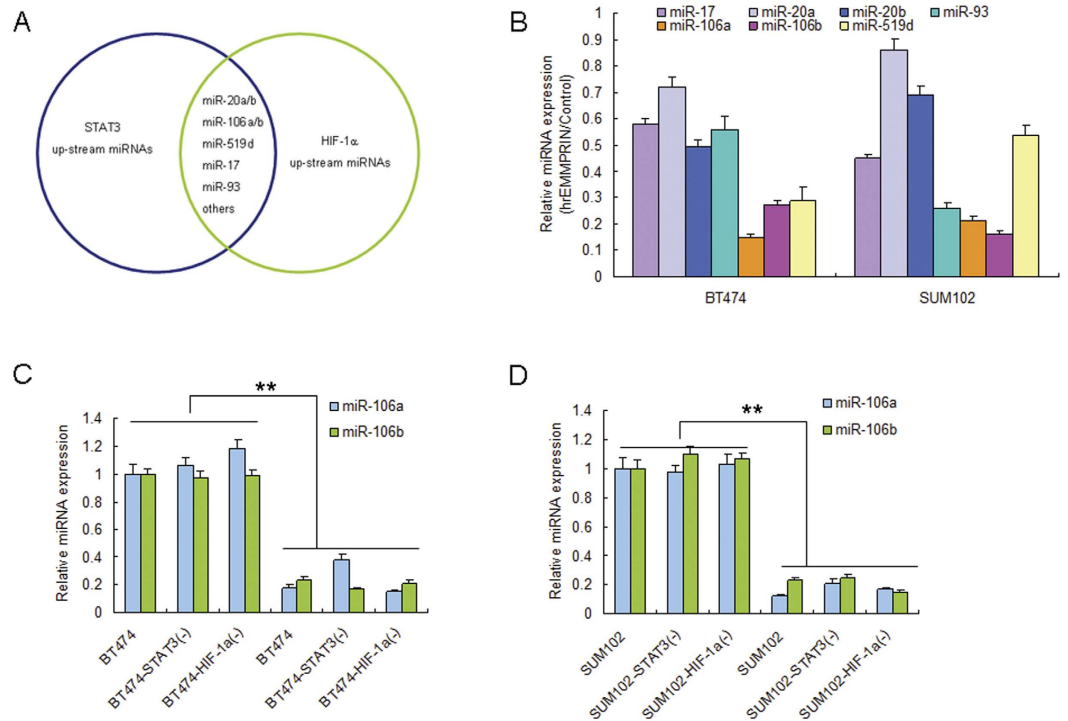 A
STAT3
up-stream miRNAs
miR-20a/b
miR-106a/b
miR-519d
miR-17
miR-93
others
HIF-1α
up-stream miRNAs
B
miR-17
miR-20a
miR-20b
miR-93
miR-106a
miR-106b
miR-519d
Relative miRNA expression
(hrEMMPRIN/Control)
1
0.9
0.8
0.7
0.6
0.5
0.4
0.3
0.2
0.1
0
BT474
SUM102
C
**
miR-106a
miR-106b
Relative miRNA expression
1.4
1.2
1
0.8
0.6
0.4
0.2
0
BT474
BT474-STAT3(-)
BT474-HIF-1a(-)
BT474
BT474-STAT3(-)
BT474-HIF-1a(-)
D
**
miR-106a
miR-106b
Relative miRNA expression
1.4
1.2
1
0.8
0.6
0.4
0.2
0
SUM102
SUM102-STAT3(-)
SUM102-HIF-1a(-)
SUM102
SUM102-STAT3(-)
SUM102-HIF-1a(-)